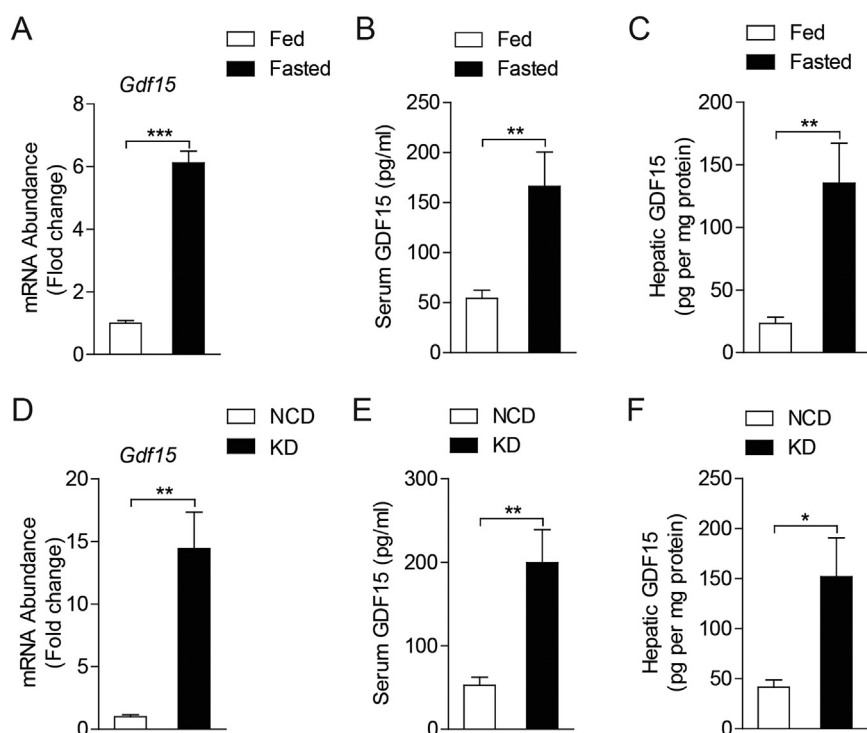 A
Fed
Fasted
Gdf15
mRNA Abundance
(Flod change)
8
6
4
2
0
***
B
Fed
Fasted
Serum GDF15 (pg/ml)
250
200
150
100
50
0
**
C
Fed
Fasted
Hepatic GDF15
(pg per mg protein)
200
150
100
50
0
**
D
NCD
KD
Gdf15
mRNA Abundance
(Fold change)
20
15
10
5
0
**
E
NCD
KD
Serum GDF15 (pg/ml)
300
200
100
0
**
F
NCD
KD
Hepatic GDF15
(pg per mg protein)
250
200
150
100
50
0
*